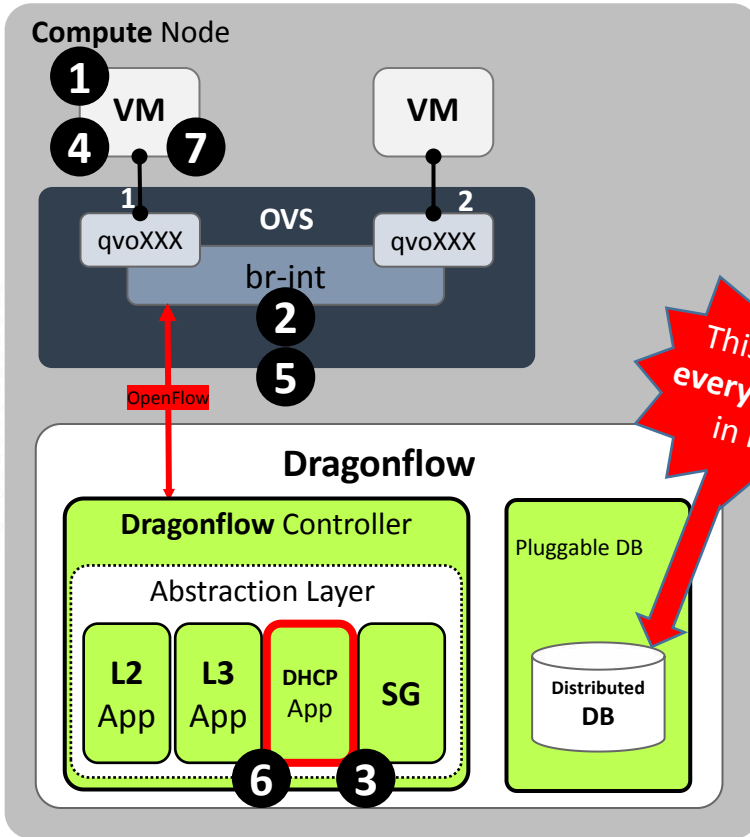 Compute Node
1
VM
VM
4
7
1
OVS
2
qvoXXX
qvoXXX
br-int
2
5
This
every
in
OpenFlow
Dragonflow
Dragonflow Controller
Pluggable DB
Abstraction Layer
L2
App
L3
App
DHCP
App
SG
Distributed
DB
6
3